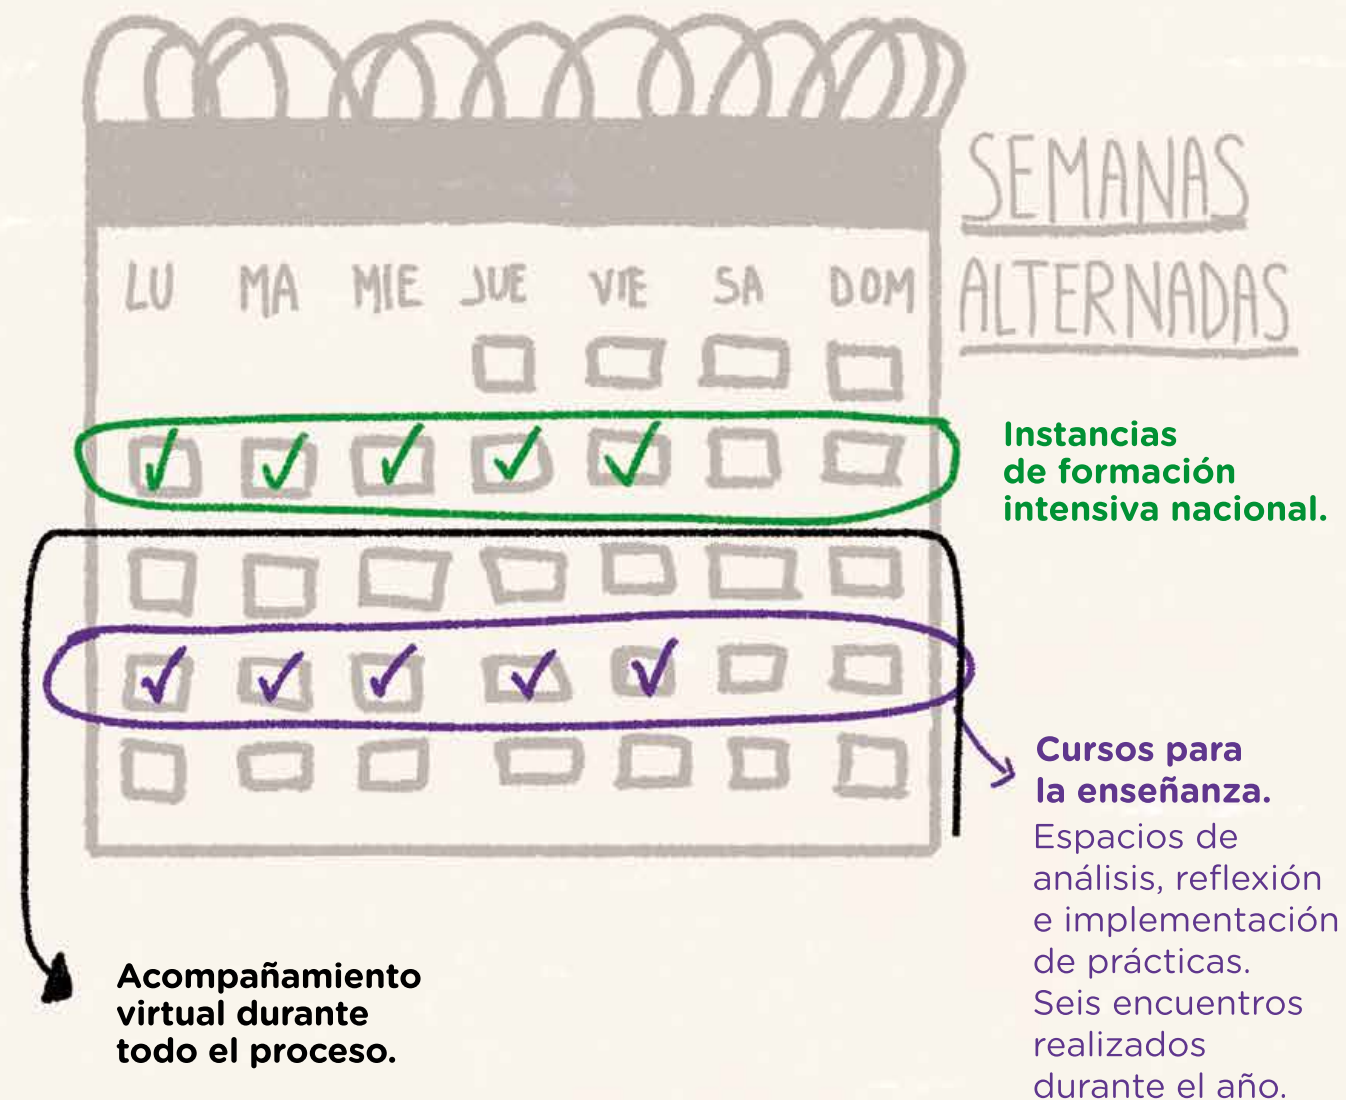 SEMANAS
ALTERNADAS
LU MA MIE JUE VIE SA DOM
Instancias
de formación
intensiva nacional.
Cursos para
la enseñanza.
Espacios de
análisis, reflexión
e implementación
de prácticas.
Seis encuentros
realizados
durante el año.
Acompañamiento
virtual durante
todo el proceso.